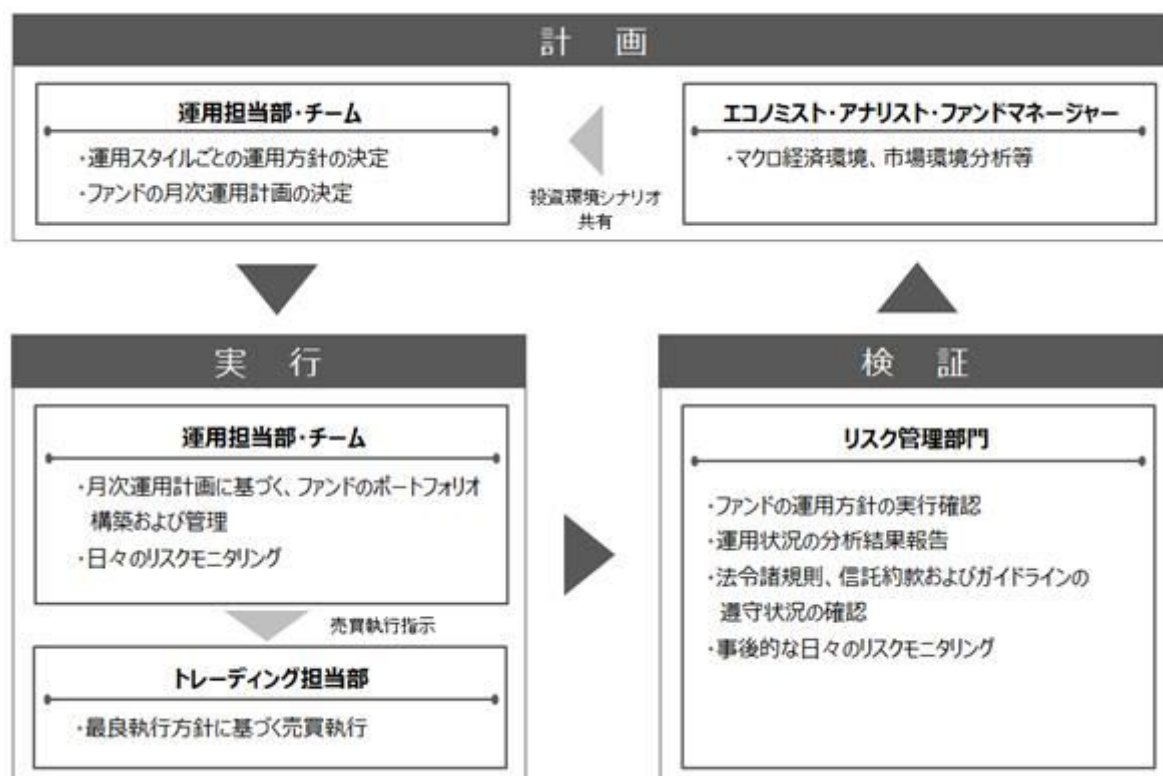 計 画
運用担当部・チーム
・運用スタイルごとの運用方針の決定
・ファンドの月次運用計画の決定
投資環境シナリオ
共有
エコノミスト・アナリスト・ファンドマネージャー
・マクロ経済環境、市場環境分析等
実 行
運用担当部・チーム
・月次運用計画に基づく、ファンドのポートフォリオ
構築および管理
・日々のリスクモニタリング
売買執行指示
トレーディング担当部
・最良執行方針に基づく売買執行
検 証
リスク管理部門
・ファンドの運用方針の実行確認
・運用状況の分析結果報告
・法令諸規則、信託約款およびガイドラインの
遵守状況の確認
・事後的な日々のリスクモニタリング